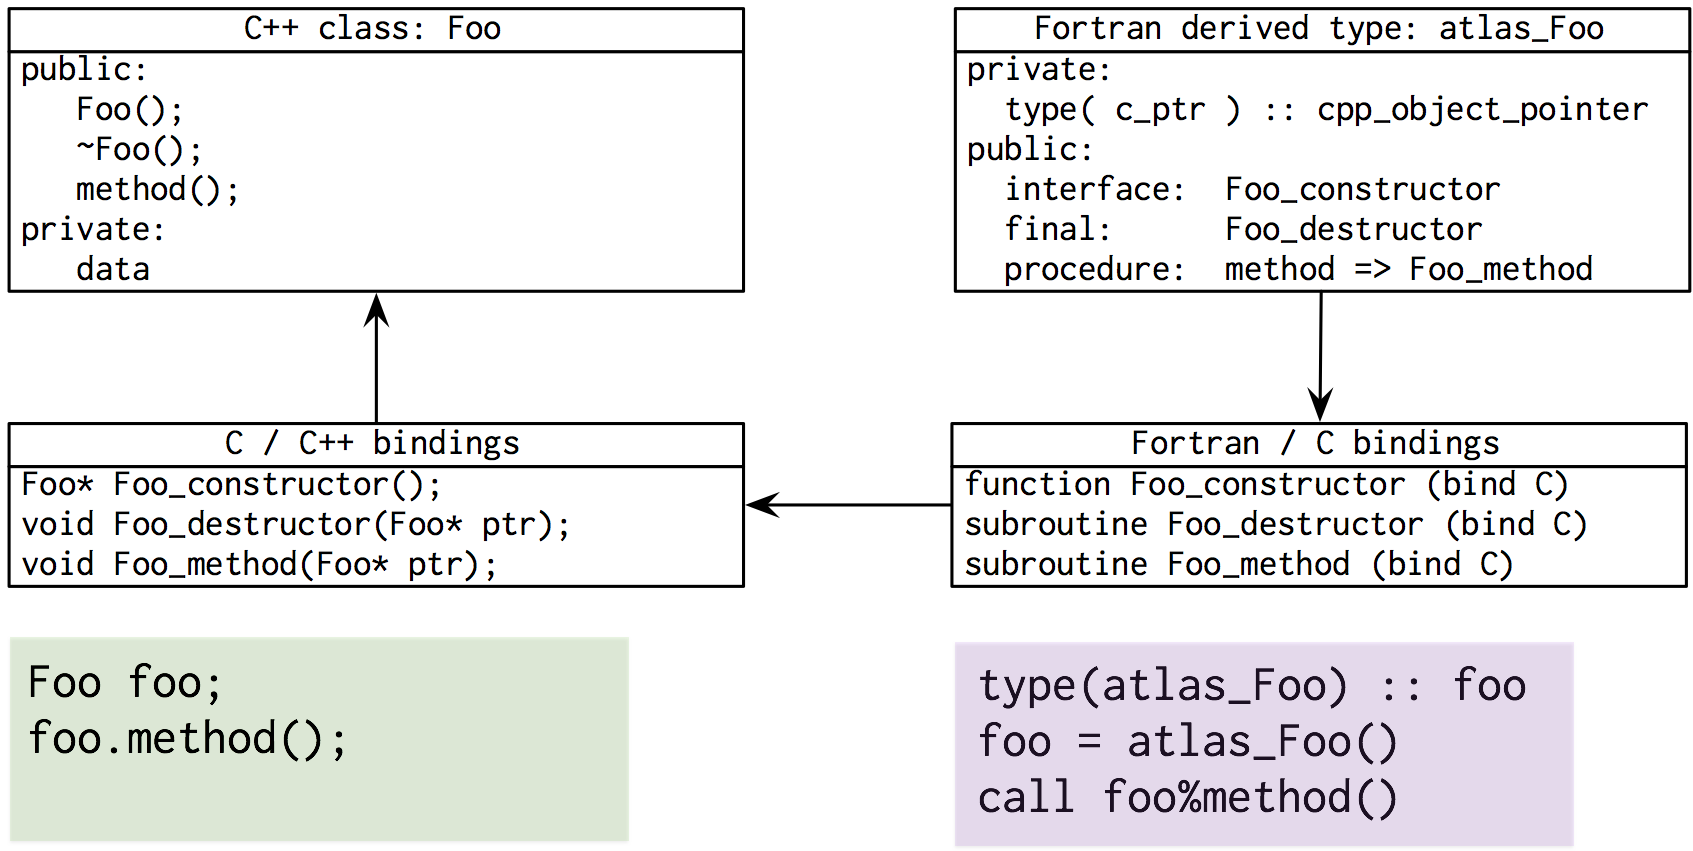 C++ class: Foo
public:
Foo();
~Foo();
method();
private:
data
Fortran derived type: atlas_Foo
private:
type( c_ptr ) :: cpp_object_pointer
public:
interface: Foo_constructor
final: Foo_destructor
procedure: method => Foo_method
C / C++ bindings
Foo* Foo_constructor();
void Foo_destructor(Foo* ptr);
void Foo_method(Foo* ptr);
Fortran / C bindings
function Foo_constructor (bind C)
subroutine Foo_destructor (bind C)
subroutine Foo_method (bind C)
Foo foo;
foo.method();
type(atlas_Foo) :: foo
foo = atlas_Foo()
call foo%method()